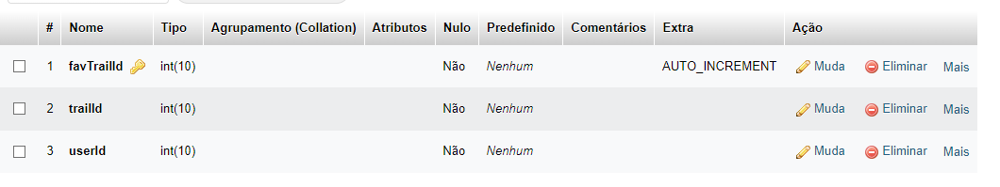 # Nome Tipo Agrupamento (Collation) Atributos Nulo Predefinido Comentários Extra Ação
1 favTrailId int(10) Não Nenhum AUTO_INCREMENT Muda Eliminar Mais
2 trailId int(10) Não Nenhum Muda Eliminar Mais
3 userId int(10) Não Nenhum Muda Eliminar Mais